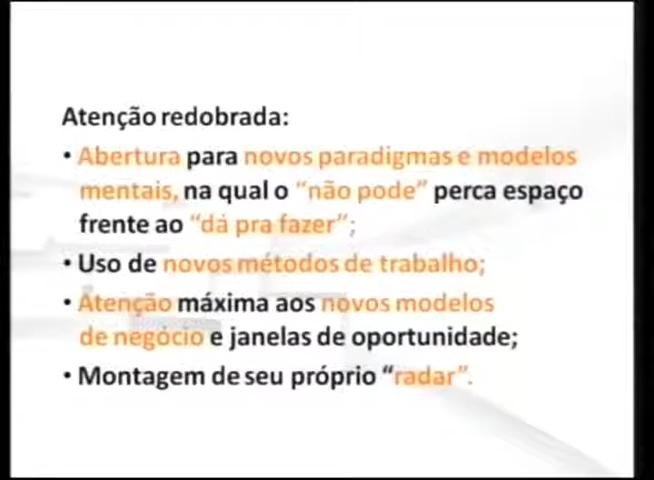 Atenção redobrada:
• Abertura para novos paradigmas e modelos
mentais, na qual o “não pode” perca espaço
frente ao “dá pra fazer”;
• Uso de novos métodos de trabalho;
• Atenção máxima aos novos modelos
de negócio e janelas de oportunidade;
• Montagem de seu próprio “radar”.